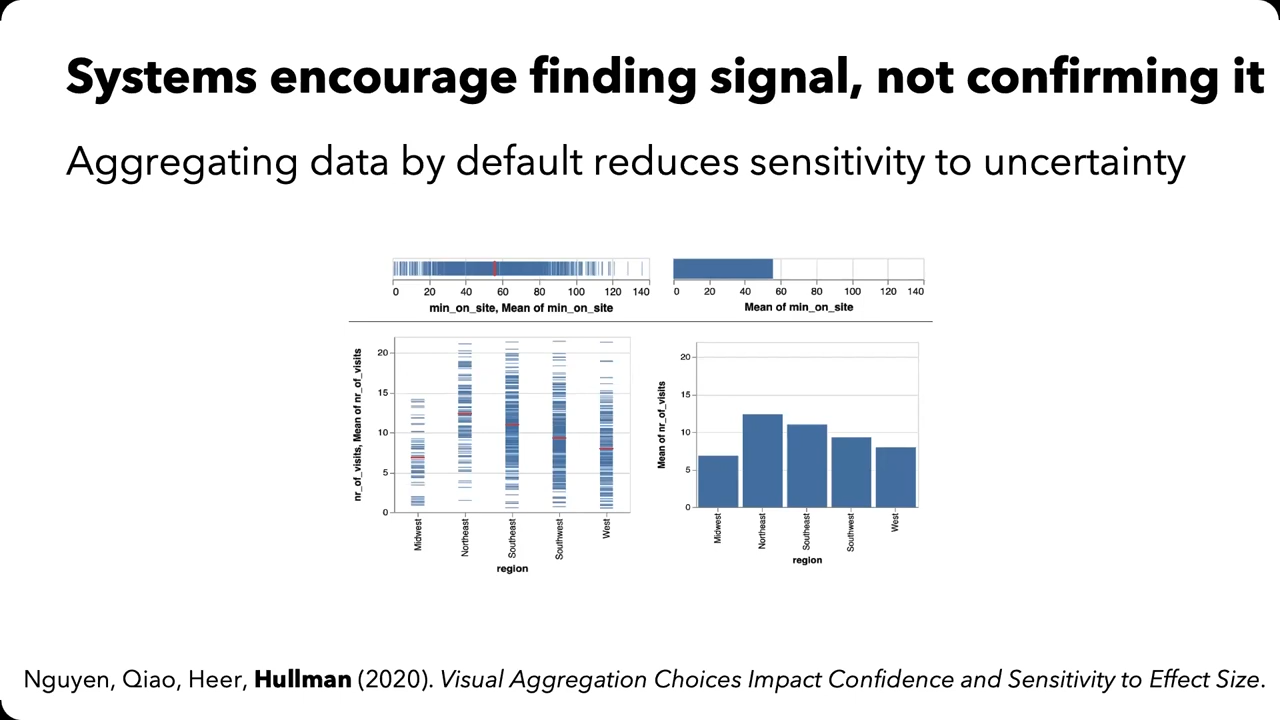 Systems encourage finding signal, not confirming it
Aggregating data by default reduces sensitivity to uncertainty
0 20 40 60 80 100 120 140
min_on_site, Mean of min_on_site
0 20 40 60 80 100 120 140
Mean of min_on_site
nr_of_visits, Mean of nr_of_visits
20
15
10
5
0
Midwest Northeast Southeast Southwest West
region
Mean of nr_of_visits
20
15
10
5
0
Midwest Northeast Southeast Southwest West
region
Nguyen, Qiao, Heer, Hullman (2020). Visual Aggregation Choices Impact Confidence and Sensitivity to Effect Size.